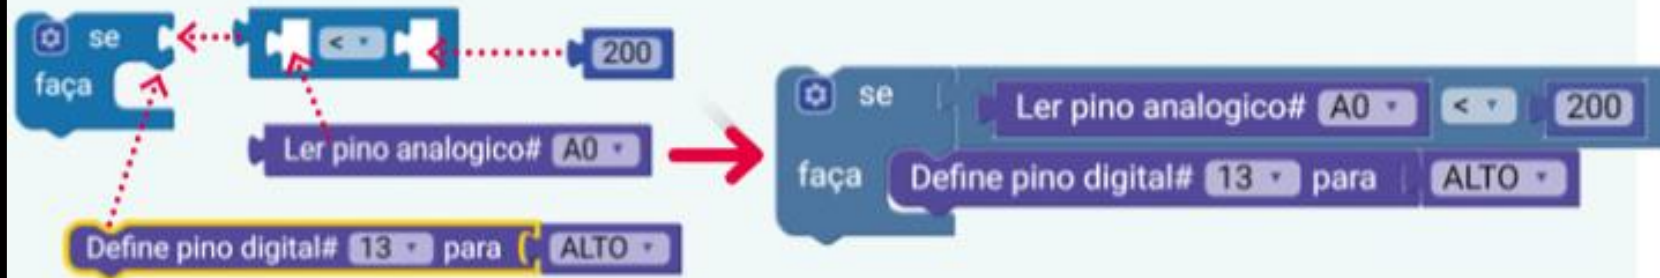 se
<
200
faça
Ler pino analogico# A0
Define pino digital# 13 para ALTO
se Ler pino analogico# A0 < 200
faça Define pino digital# 13 para ALTO